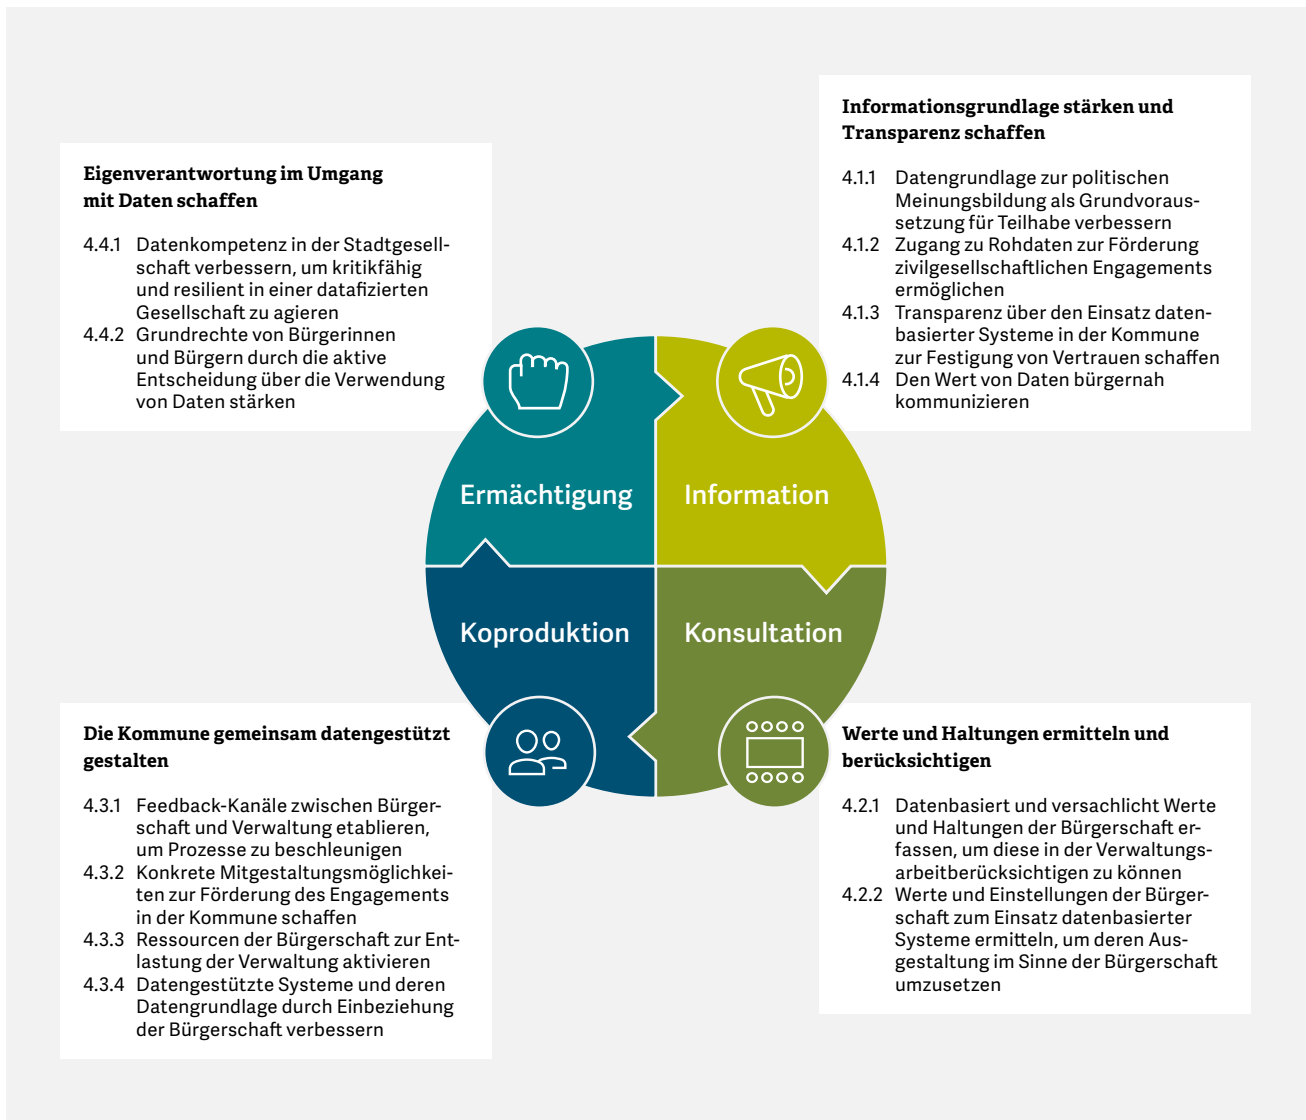 Informationsgrundlage stärken und
Transparenz schaffen
4.1.1 Datengrundlage zur politischen
Meinungsbildung als Grundvoraus-
setzung für Teilhabe verbessern
4.1.2 Zugang zu Rohdaten zur Förderung
zivilgesellschaftlichen Engagements
ermöglichen
4.1.3 Transparenz über den Einsatz daten-
basierter Systeme in der Kommune
zur Festigung von Vertrauen schaffen
4.1.4 Den Wert von Daten bürgernah
kommunizieren
Eigenverantwortung im Umgang
mit Daten schaffen
4.4.1 Datenkompetenz in der Stadtgesell-
schaft verbessern, um kritikfähig
und resilient in einer datafizierten
Gesellschaft zu agieren
4.4.2 Grundrechte von Bürgerinnen
und Bürgern durch die aktive
Entscheidung über die Verwendung
von Daten stärken
Ermächtigung
Information
Koproduktion
Konsultation
Die Kommune gemeinsam datengestützt
gestalten
4.3.1 Feedback-Kanäle zwischen Bürger-
schaft und Verwaltung etablieren,
um Prozesse zu beschleunigen
4.3.2 Konkrete Mitgestaltungsmöglichkei-
ten zur Förderung des Engagements
in der Kommune schaffen
4.3.3 Ressourcen der Bürgerschaft zur Ent-
lastung der Verwaltung aktivieren
4.3.4 Datengestützte Systeme und deren
Datengrundlage durch Einbeziehung
der Bürgerschaft verbessern
Werte und Haltungen ermitteln und
berücksichtigen
4.2.1 Datenbasiert und versachlicht Werte
und Haltungen der Bürgerschaft er-
fassen, um diese in der Verwaltungs-
arbeitberücksichtigen zu können
4.2.2 Werte und Einstellungen der Bürger-
schaft zum Einsatz datenbasierter
Systeme ermitteln, um deren Aus-
gestaltung im Sinne der Bürgerschaft
umzusetzen